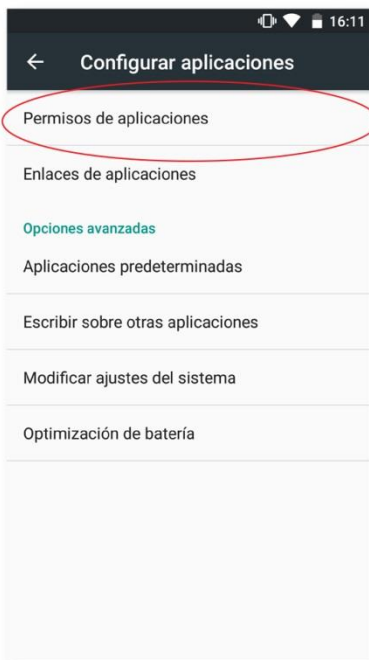 16:11
Configurar aplicaciones
Permisos de aplicaciones
Enlaces de aplicaciones
Opciones avanzadas
Aplicaciones predeterminadas
Escribir sobre otras aplicaciones
Modificar ajustes del sistema
Optimización de batería